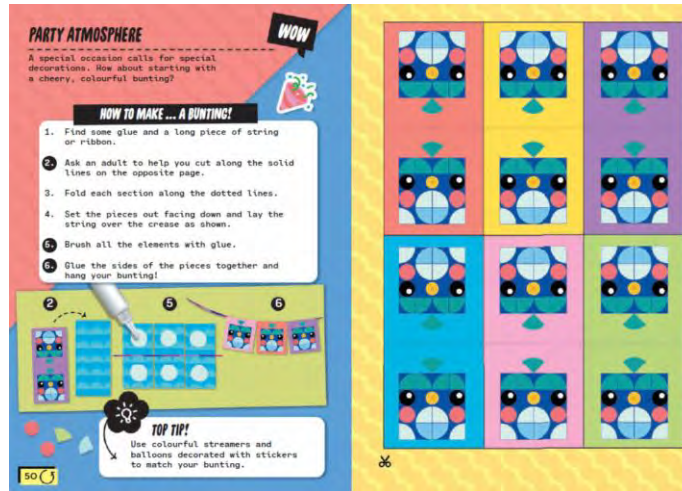 PARTY ATMOSPHERE
WOW
A special occasion calls for special
decorations. How about starting with
a cheery, colourful bunting?
HOW TO MAKE ... A BUNTING!
1. Find some glue and a long piece of string
or ribbon.
2. Ask an adult to help you cut along the solid
lines on the opposite page.
3. Fold each section along the dotted lines.
4. Set the pieces out facing down and lay the
string over the crease as shown.
5. Brush all the elements with glue.
6. Glue the sides of the pieces together and
hang your bunting!
2 5 6
TOP TIP!
Use colourful streamers and
balloons decorated with stickers
to match your bunting.
50